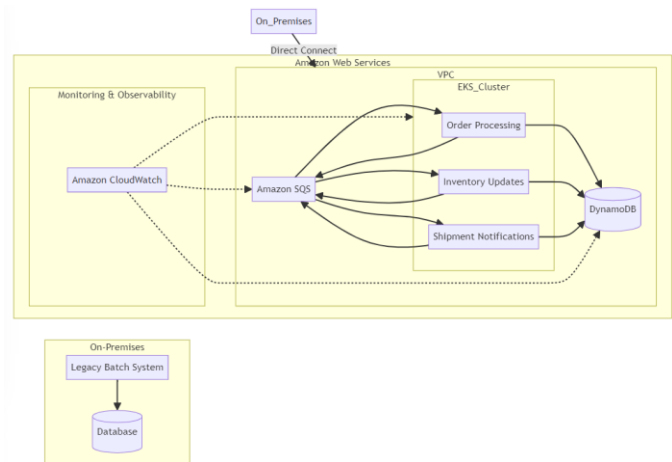 On_Premises
Direct Connect
Amazon Web Services
VPC
Monitoring & Observability
EKS_Cluster
Order Processing
Amazon CloudWatch
Amazon SQS
Inventory Updates
DynamoDB
Shipment Notifications
On-Premises
Legacy Batch System
Database